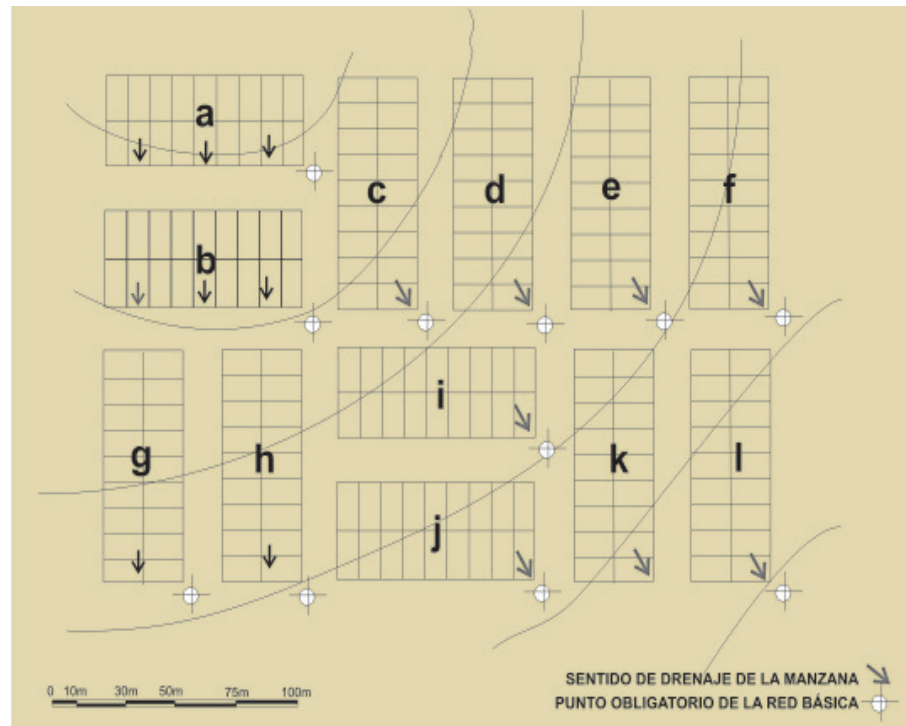 a
b
c
d
e
f
g
h
i
j
k
l
0 10m 30m 50m 75m 100m
SENTIDO DE DRENAJE DE LA MANZANA
PUNTO OBLIGATORIO DE LA RED BÁSICA